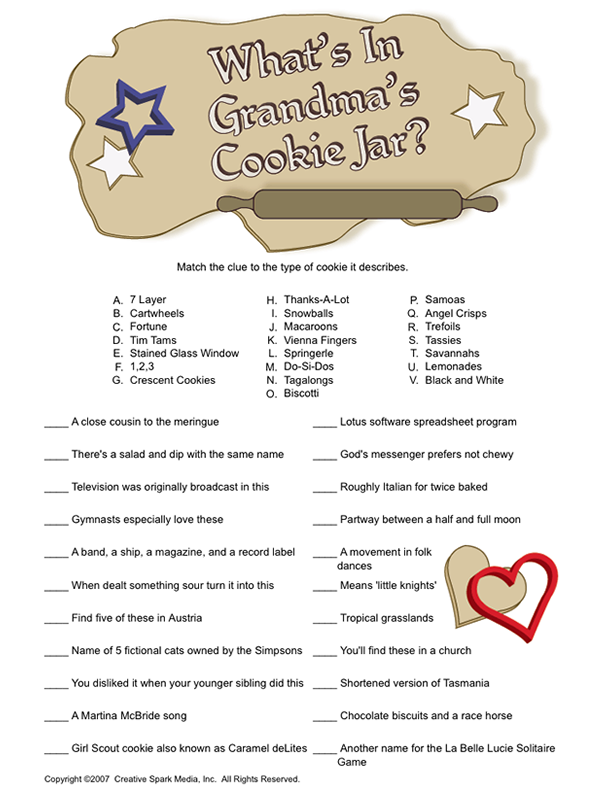 What's In
Grandma's
Cookie Jar?
Match the clue to the type of cookie it describes.
A. 7 Layer
B. Cartwheels
C. Fortune
D. Tim Tams
E. Stained Glass Window
F. 1,2,3
G. Crescent Cookies
H. Thanks-A-Lot
I. Snowballs
J. Macaroons
K. Vienna Fingers
L. Springerle
M. Do-Si-Dos
N. Tagalongs
O. Biscotti
P. Samoas
Q. Angel Crisps
R. Trefoils
S. Tassies
T. Savannahs
U. Lemonades
V. Black and White
____ A close cousin to the meringue
____ There's a salad and dip with the same name
____ Television was originally broadcast in this
____ Gymnasts especially love these
____ A band, a ship, a magazine, and a record label
____ When dealt something sour turn it into this
____ Find five of these in Austria
____ Name of 5 fictional cats owned by the Simpsons
____ You disliked it when your younger sibling did this
____ A Martina McBride song
____ Girl Scout cookie also known as Caramel deLites
____ Lotus software spreadsheet program
____ God's messenger prefers not chewy
____ Roughly Italian for twice baked
____ Partway between a half and full moon
____ A movement in folk
dances
____ Means 'little knights'
____ Tropical grasslands
____ You'll find these in a church
____ Shortened version of Tasmania
____ Chocolate biscuits and a race horse
____ Another name for the La Belle Lucie Solitaire
Game
Copyright ©2007 Creative Spark Media, Inc. All Rights Reserved.